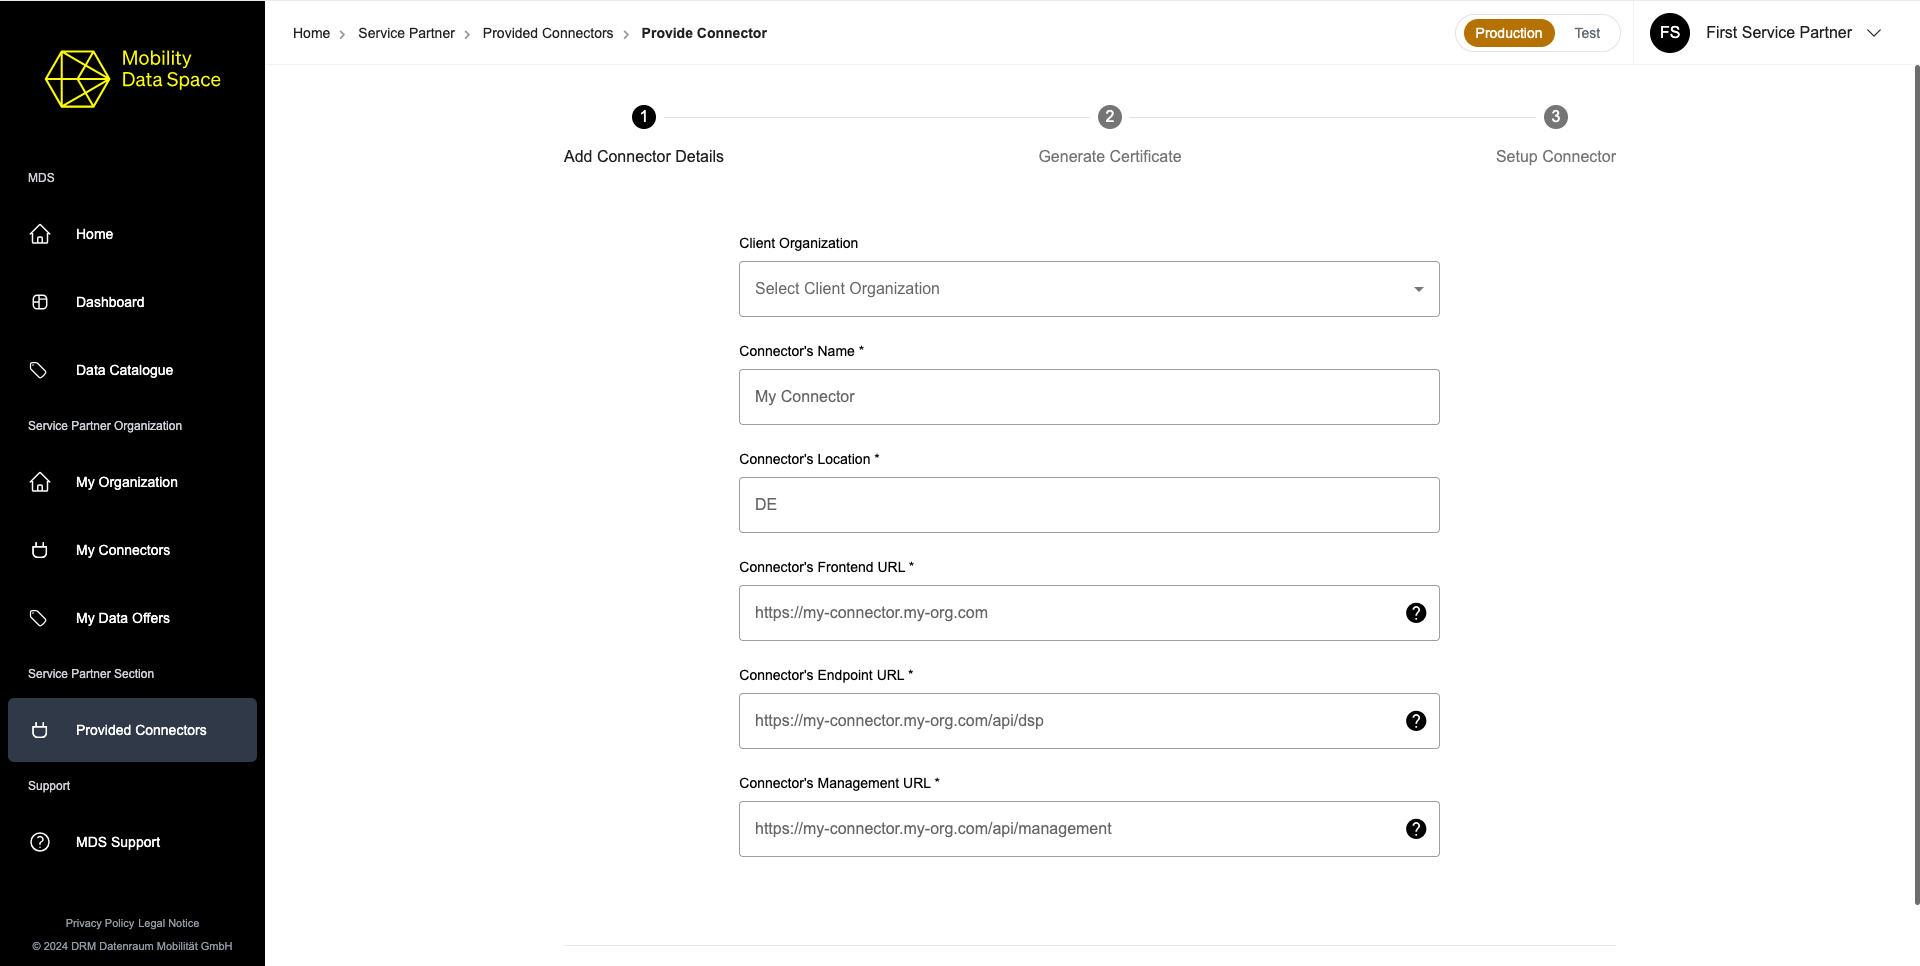 Mobility
Data Space
MDS
Home
Dashboard
Data Catalogue
Service Partner Organization
My Organization
My Connectors
My Data Offers
Service Partner Section
Provided Connectors
Support
MDS Support
Privacy Policy Legal Notice
© 2024 DRM Datenraum Mobilität GmbH
Home > Service Partner > Provided Connectors > Provide Connector
Production Test
FS First Service Partner
1 2 3
Add Connector Details Generate Certificate Setup Connector
Client Organization
Select Client Organization
Connector's Name *
My Connector
Connector's Location *
DE
Connector's Frontend URL *
https://my-connector.my-org.com ?
Connector's Endpoint URL *
https://my-connector.my-org.com/api/dsp ?
Connector's Management URL *
https://my-connector.my-org.com/api/management ?